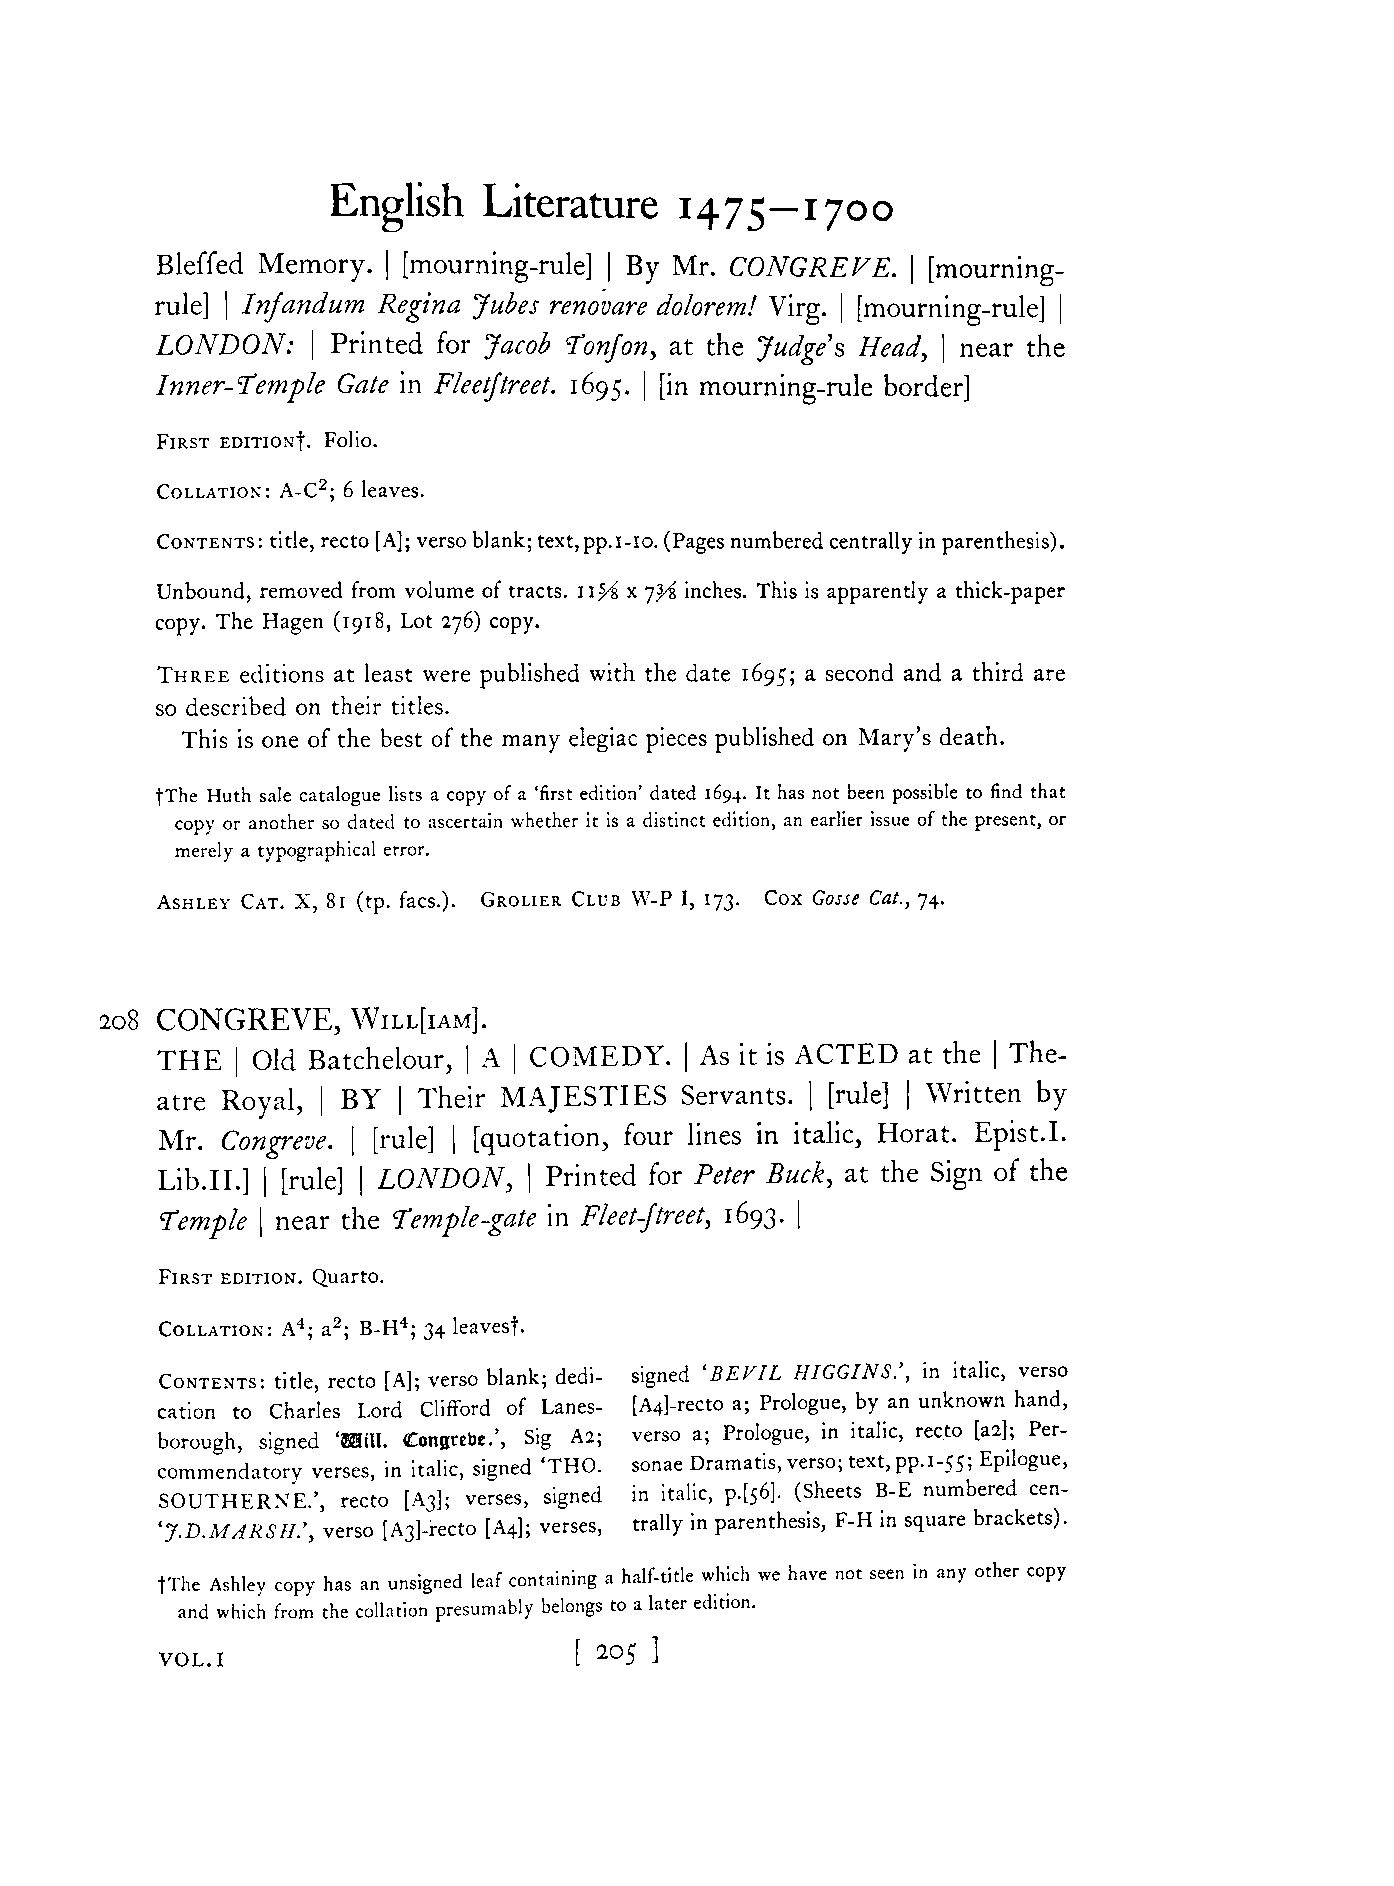 English Literature 1475—1700
Bleſſed Memory. | [mourning-rule] | By Mr. CONGREVE. | [mourning-
rule] | Infandum Regina Jubes renovare dolorem! Virg. | [mourning-rule] |
LONDON: | Printed for Jacob Tonſon, at the Judge's Head, | near the
Inner-Temple Gate in Fleetſtreet. 1695. | [in mourning-rule border]
FIRST EDITION†. Folio.
COLLATION: A-C²; 6 leaves.
CONTENTS: title, recto [A]; verso blank; text, pp.1-10. (Pages numbered centrally in parenthesis).
Unbound, removed from volume of tracts. 11⅝ x 7⅜ inches. This is apparently a thick-paper
copy. The Hagen (1918, Lot 276) copy.
THREE editions at least were published with the date 1695; a second and a third are
so described on their titles.
This is one of the best of the many elegiac pieces published on Mary's death.
†The Huth sale catalogue lists a copy of a 'first edition' dated 1694. It has not been possible to find that
copy or another so dated to ascertain whether it is a distinct edition, an earlier issue of the present, or
merely a typographical error.
ASHLEY CAT. X, 81 (tp. facs.). GROLIER CLUB W-P I, 173. COX Gosse Cat., 74.
208 CONGREVE, WILL[IAM].
THE | Old Batchelour, | A | COMEDY. | As it is ACTED at the | The-
atre Royal, | BY | Their MAJESTIES Servants. | [rule] | Written by
Mr. Congreve. | [rule] | [quotation, four lines in italic, Horat. Epist.I.
Lib.II.] | [rule] | LONDON, | Printed for Peter Buck, at the Sign of the
Temple | near the Temple-gate in Fleet-ſtreet, 1693. |
FIRST EDITION. Quarto.
COLLATION: A⁴; a²; B-H⁴; 34 leaves†.
CONTENTS: title, recto [A]; verso blank; dedi-
cation to Charles Lord Clifford of Lanes-
borough, signed 'Will. Congreve.', Sig A2;
commendatory verses, in italic, signed 'THO.
SOUTHERNE.', recto [A3]; verses, signed
'J.D.MARSH.', verso [A3]-recto [A4]; verses,
signed 'BEVIL HIGGINS.', in italic, verso
[A4]-recto a; Prologue, by an unknown hand,
verso a; Prologue, in italic, recto [a2]; Per-
sonae Dramatis, verso; text, pp.1-55; Epilogue,
in italic, p.[56]. (Sheets B-E numbered cen-
trally in parenthesis, F-H in square brackets).
†The Ashley copy has an unsigned leaf containing a half-title which we have not seen in any other copy
and which from the collation presumably belongs to a later edition.
VOL.I [ 205 ]